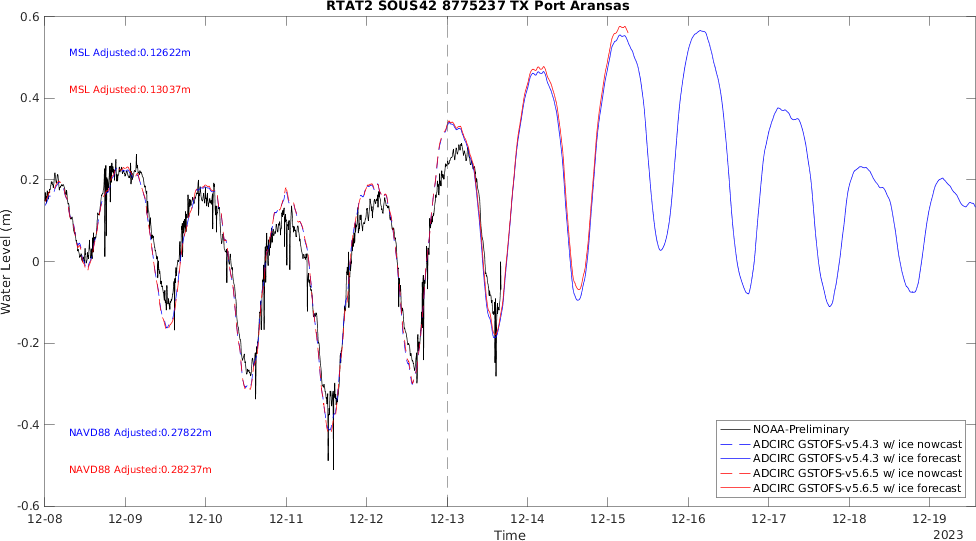 RTAT2 SOUS42 8775237 TX Port Aransas
0.6
MSL Adjusted:0.12622m
MSL Adjusted:0.13037m
0.4
0.2
0
-0.2
-0.4
-0.6
Water Level (m)
NAVD88 Adjusted:0.27822m
NAVD88 Adjusted:0.28237m
NOAA-Preliminary
ADCIRC GSTOFS-v5.4.3 w/ ice nowcast
ADCIRC GSTOFS-v5.4.3 w/ ice forecast
ADCIRC GSTOFS-v5.6.5 w/ ice nowcast
ADCIRC GSTOFS-v5.6.5 w/ ice forecast
12-08 12-09 12-10 12-11 12-12 12-13 12-14 12-15 12-16 12-17 12-18 12-19
Time
2023